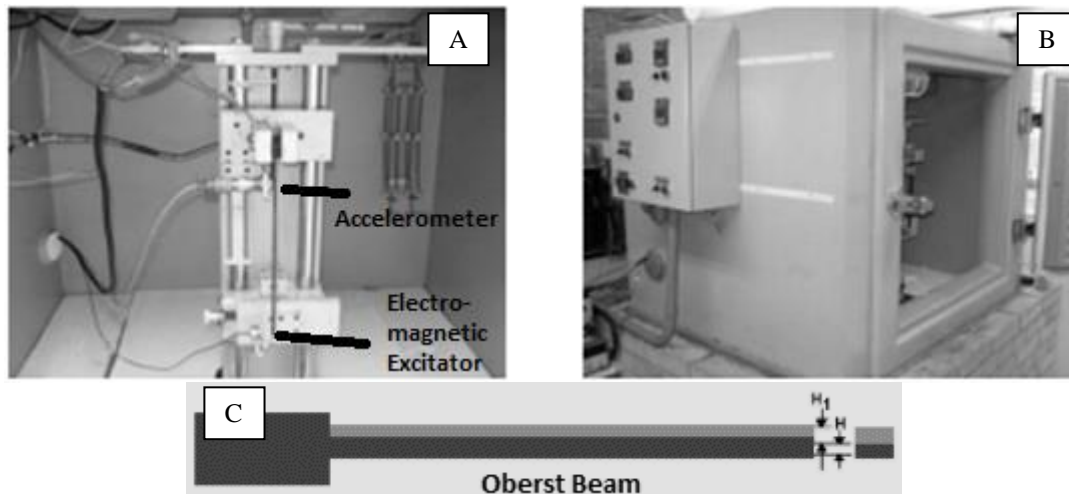 A
B
Accelerometer
Electro-
magnetic
Excitator
C
H1
H
Oberst Beam